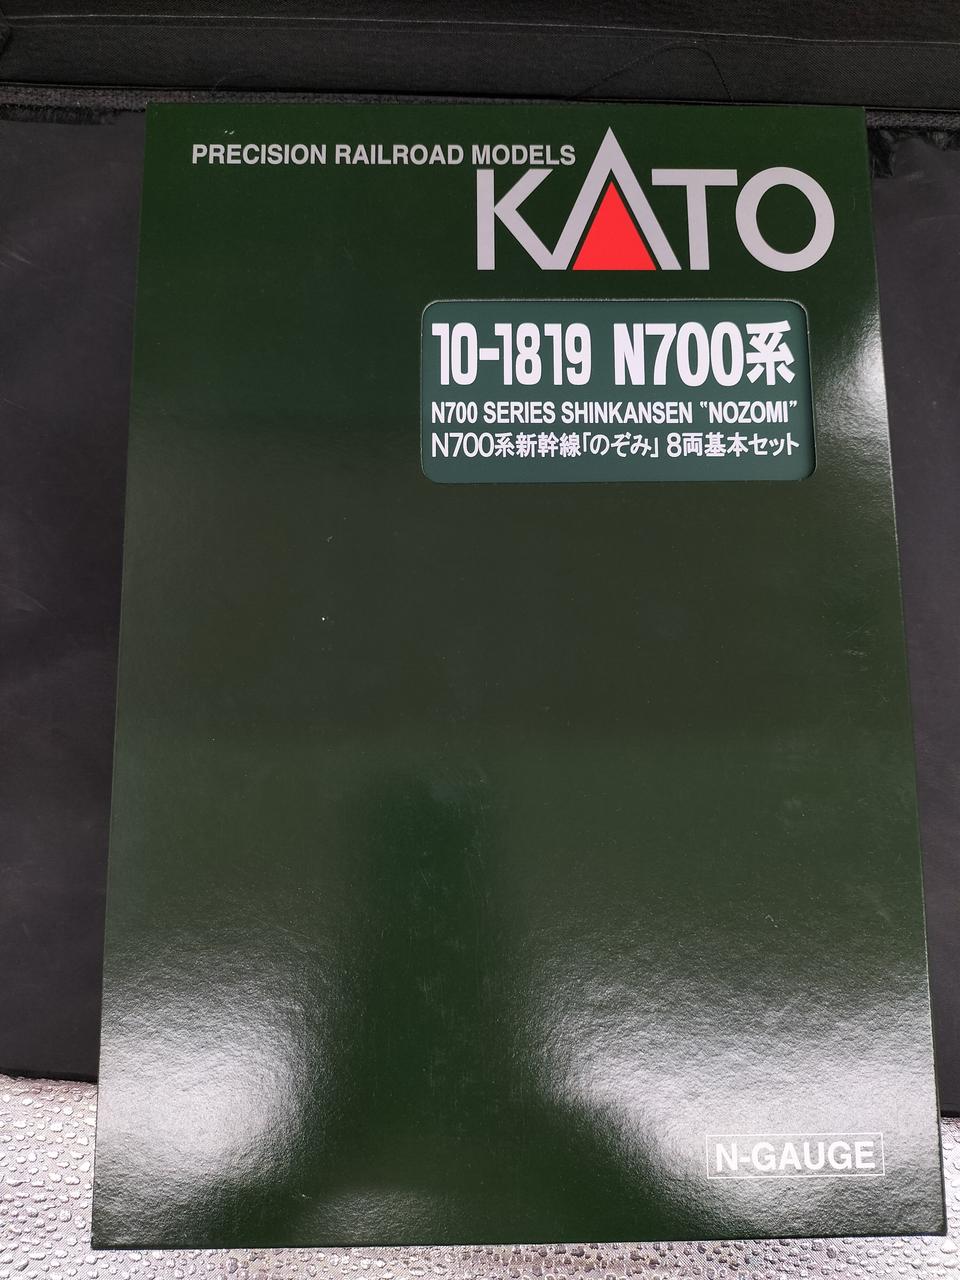 PRECISION RAILROAD MODELS
KATO
10-1819 N700系
N700 SERIES SHINKANSEN "NOZOMI"
N700系新幹線「のぞみ」 8両基本セット
N-GAUGE